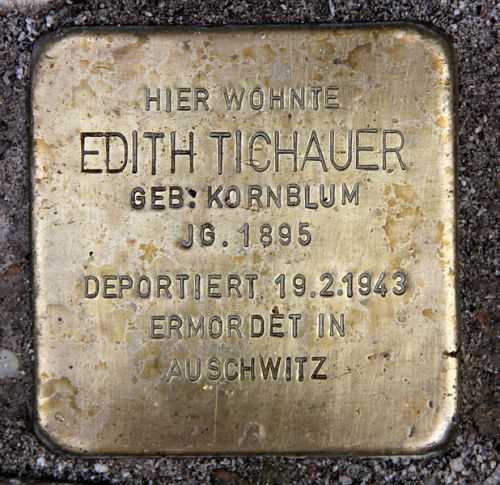 HIER WOHNTE
EDITH TICHAUER
GEB: KORNBLUM
JG. 1895
DEPORTIERT 19.2.1943
ERMORDET IN
AUSCHWITZ